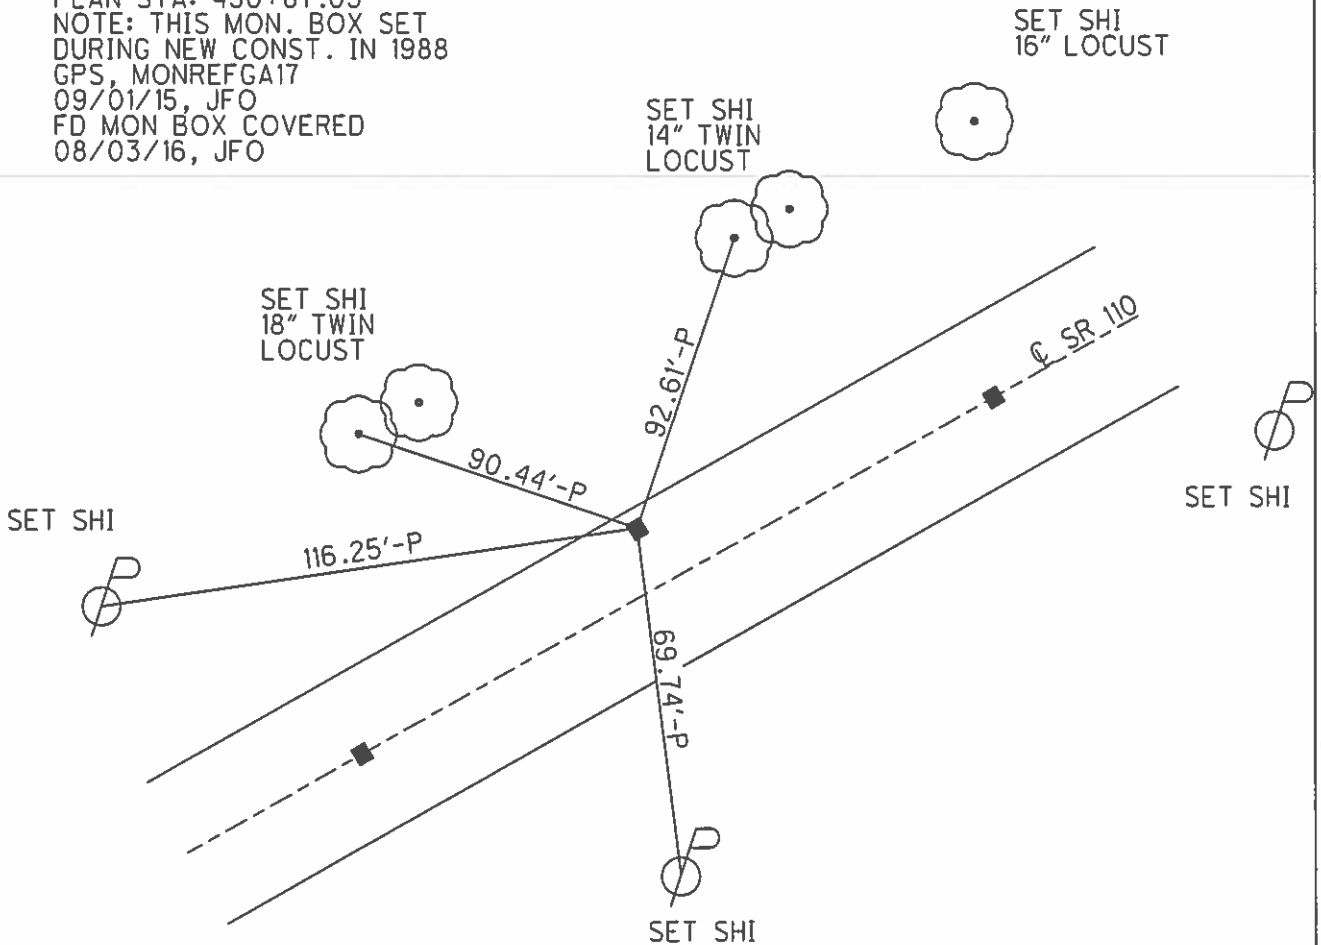 NOTE: THIS MON. BOX SET
DURING NEW CONST. IN 1988
GPS, MONREFGA17
09/01/15, JFO
FD MON BOX COVERED
08/03/16, JFO
SET SHI
16" LOCUST
SET SHI
14" TWIN
LOCUST
SET SHI
18" TWIN
LOCUST
92.61'-P
℄ SR 110
90.44'-P
SET SHI
SET SHI
116.25'-P
69.74'-P
SET SHI